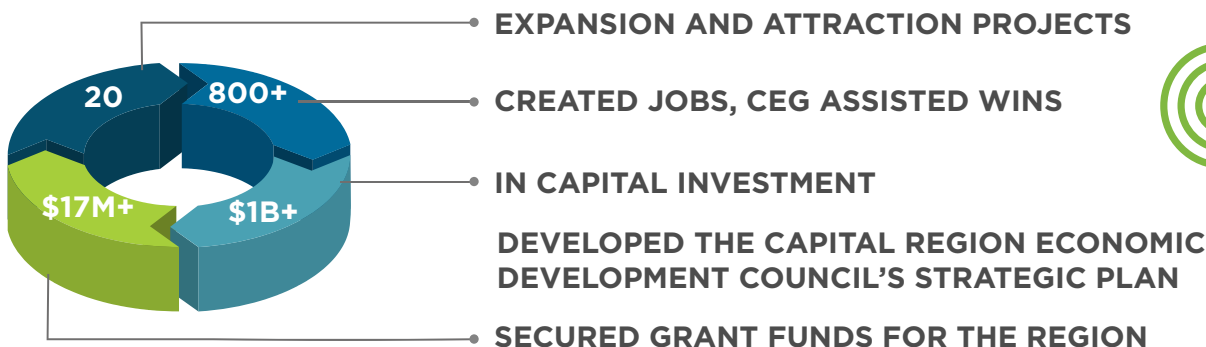 EXPANSION AND ATTRACTION PROJECTS
20
800+
CREATED JOBS, CEG ASSISTED WINS
IN CAPITAL INVESTMENT
$17M+
$1B+
DEVELOPED THE CAPITAL REGION ECONOMIC
DEVELOPMENT COUNCIL’S STRATEGIC PLAN
SECURED GRANT FUNDS FOR THE REGION